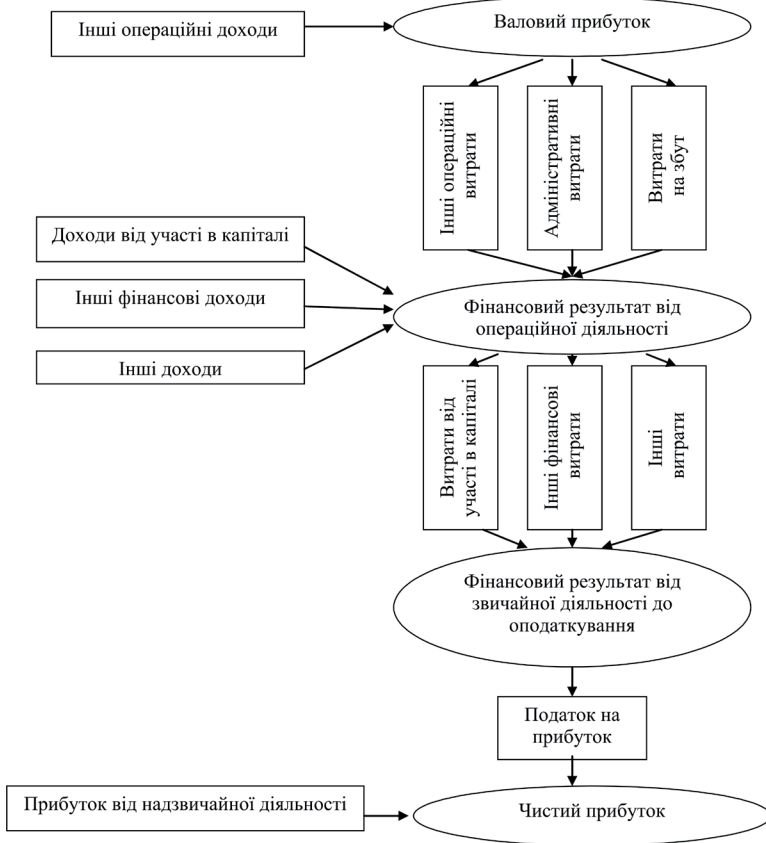 Інші операційні доходи
Валовий прибуток
Інші операційні
витрати
Адміністративні
витрати
Витрати
на збут
Доходи від участі в капіталі
Інші фінансові доходи
Інші доходи
Фінансовий результат від
операційної діяльності
Витрати від
участі в капіталі
Інші фінансові
витрати
Інші
витрати
Фінансовий результат від
звичайної діяльності до
оподаткування
Податок на
прибуток
Прибуток від надзвичайної діяльності
Чистий прибуток